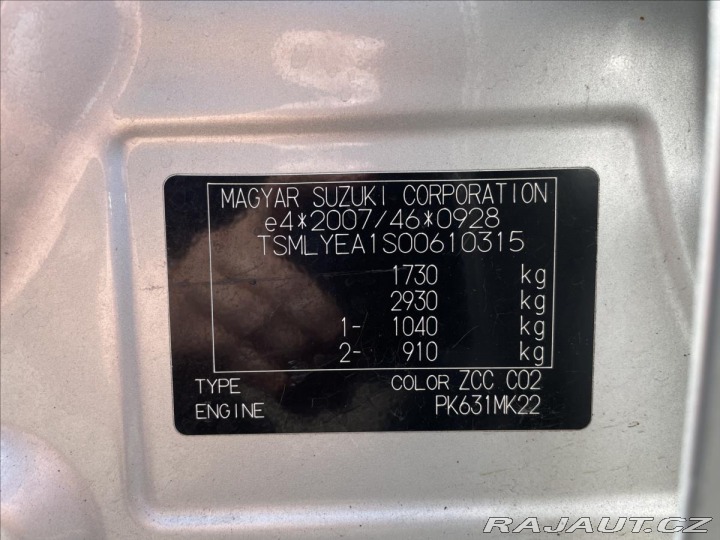 MAGYAR SUZUKI CORPORATION
e4*2007/46*0928
TSMLYEA1S00610315
1730 kg
2930 kg
1- 1040 kg
2- 910 kg
TYPE COLOR ZCC C02
ENGINE PK631MK22
RAJAUT.CZ